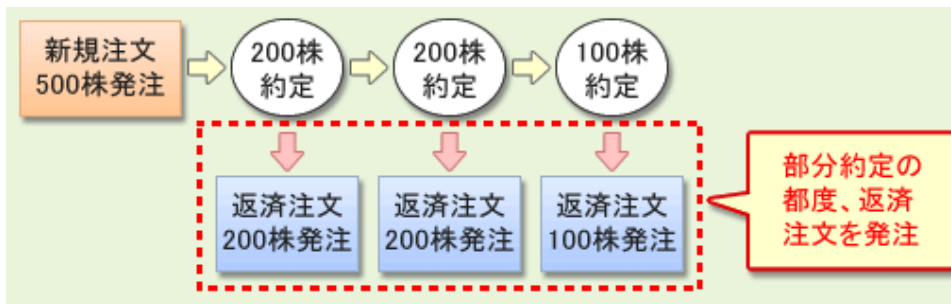 新規注文
500株発注
200株
約定
200株
約定
100株
約定
返済注文
200株発注
返済注文
200株発注
返済注文
100株発注
部分約定の
都度、返済
注文を発注